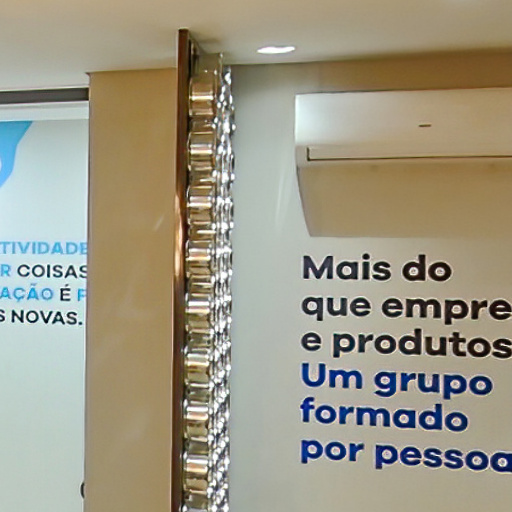 TIVIDADE
R COISAS
AÇÃO É
S NOVAS.
Mais do
que empre
e produtos
Um grupo
formado
por pessoa